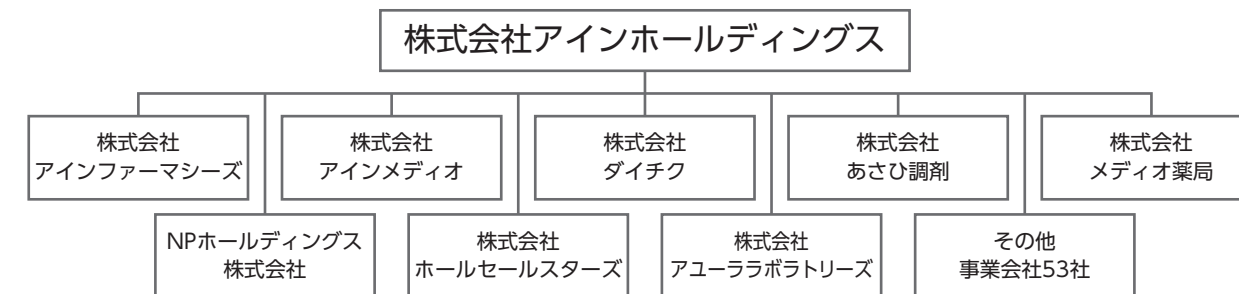 株式会社アインホールディングス
株式会社
アインファーマシーズ
株式会社
アインメディオ
株式会社
ダイチク
株式会社
あさひ調剤
株式会社
メディオ薬局
NPホールディングス
株式会社
株式会社
ホールセールスターズ
株式会社
アユーララボラトリーズ
その他
事業会社53社